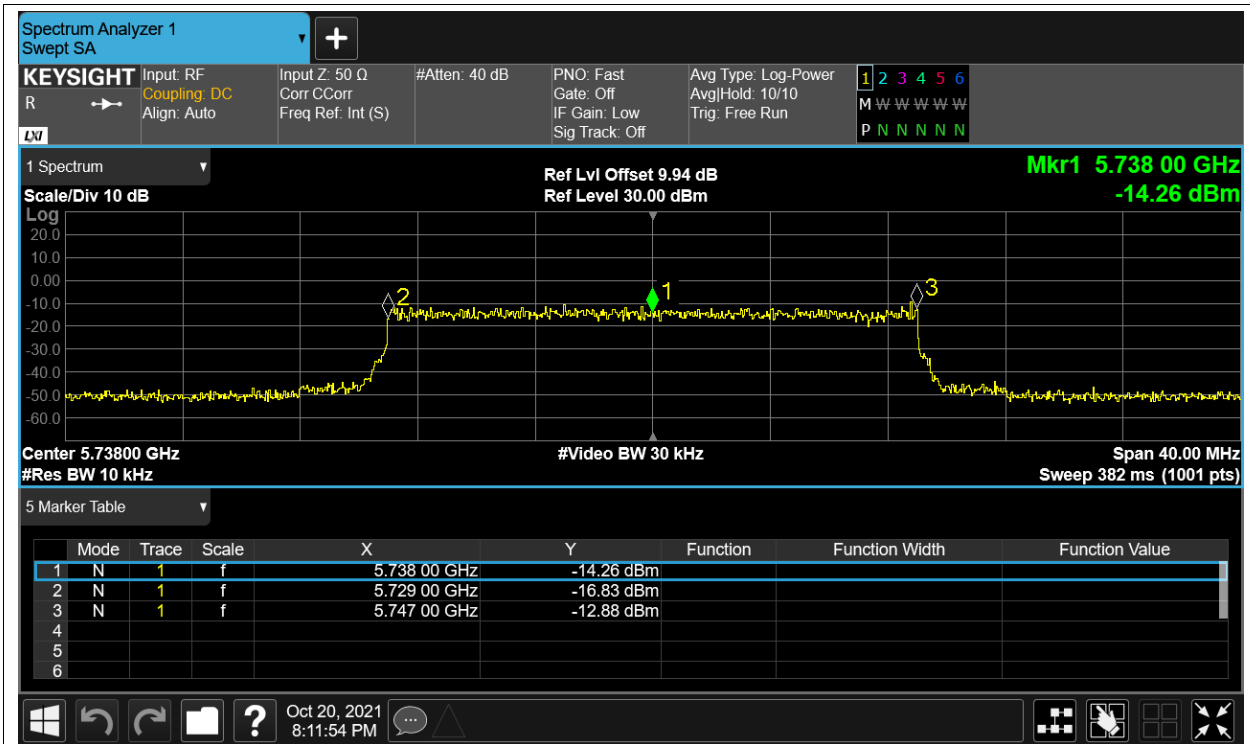 Spectrum Analyzer 1
Swept SA
KEYSIGHT
R
LXI
Input: RF
Coupling: DC
Align: Auto
Input Z: 50 Ω
Corr CCorr
Freq Ref: Int (S)
#Atten: 40 dB
PNO: Fast
Gate: Off
IF Gain: Low
Sig Track: Off
Avg Type: Log-Power
Avg|Hold: 10/10
Trig: Free Run
1 2 3 4 5 6
M W W W W W
P N N N N N
1 Spectrum
Scale/Div 10 dB
Ref Lvl Offset 9.94 dB
Ref Level 30.00 dBm
Mkr1 5.738 00 GHz
-14.26 dBm
Log
20.0
10.0
0.00
-10.0
-20.0
-30.0
-40.0
-50.0
-60.0
2
1
3
Center 5.73800 GHz
#Res BW 10 kHz
#Video BW 30 kHz
Span 40.00 MHz
Sweep 382 ms (1001 pts)
5 Marker Table
Mode Trace Scale X Y Function Function Width Function Value
1 N 1 f 5.738 00 GHz -14.26 dBm
2 N 1 f 5.729 00 GHz -16.83 dBm
3 N 1 f 5.747 00 GHz -12.88 dBm
4
5
6
?
Oct 20, 2021
8:11:54 PM